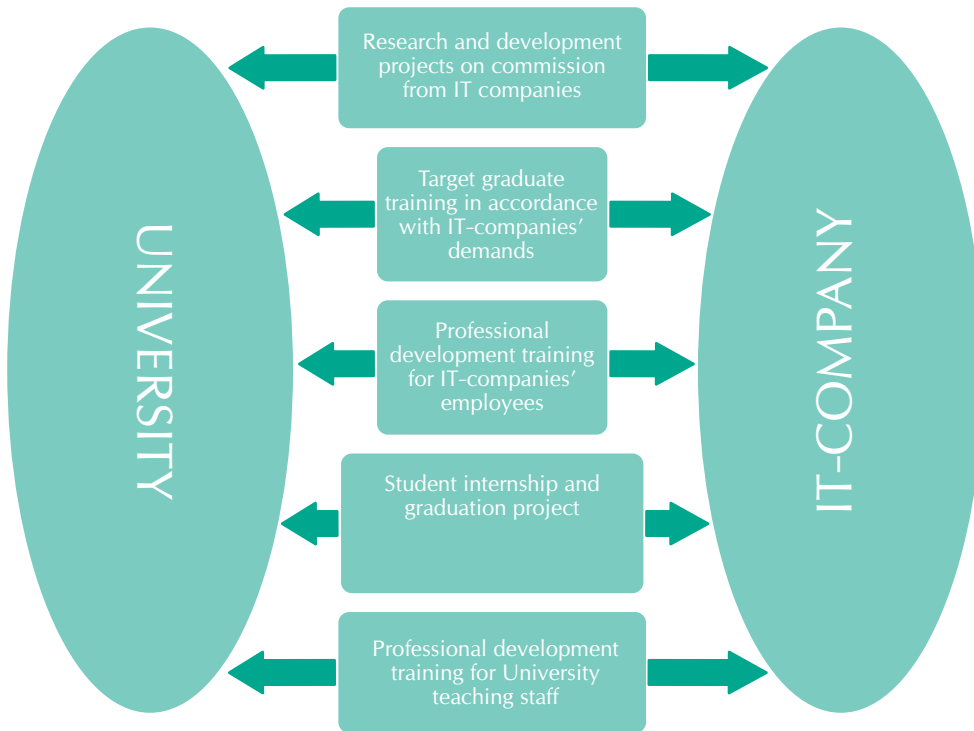 Research and development
projects on commission
from IT companies
Target graduate
training in accordance
with IT-companies’
demands
UNIVERSITY
IT-COMPANY
Professional
development training
for IT-companies’
employees
Student internship and
graduation project
Professional development
training for University
teaching staff